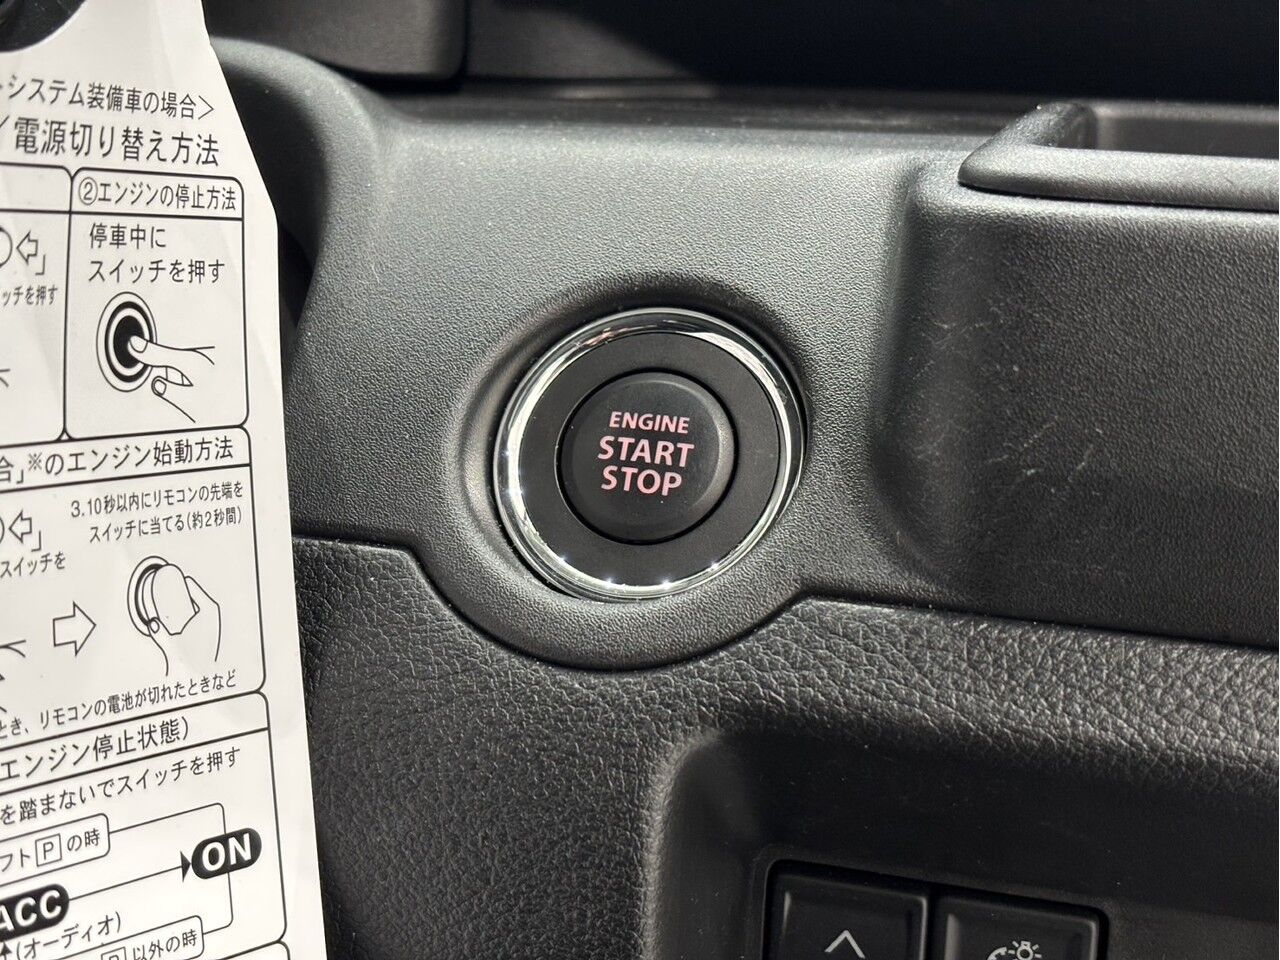 システム装備車の場合＞
／電源切り替え方法
②エンジンの停止方法
停車中に
スイッチを押す
ッチを押す
合」※のエンジン始動方法
3.10秒以内にリモコンの先端を
スイッチに当てる(約2秒間)
スイッチを
とき、リモコンの電池が切れたときなど
エンジン停止状態)
を踏まないでスイッチを押す
フトPの時
ON
ACC
(オーディオ)
P以外の時
ENGINE
START
STOP